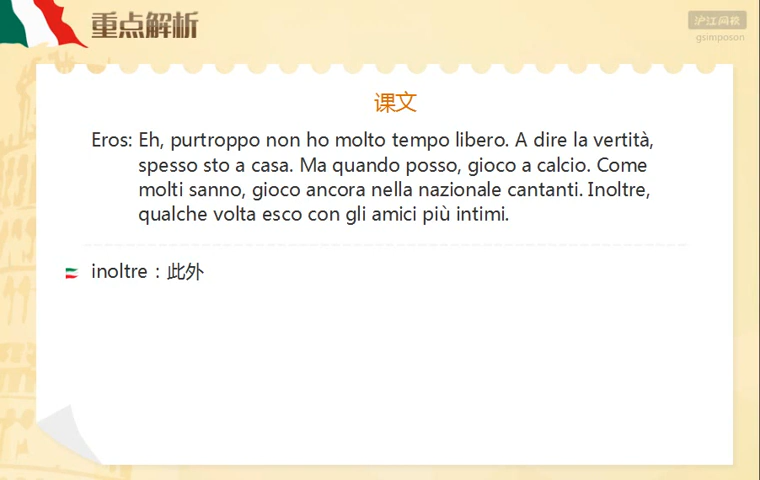 重点解析
沪江网校
gsimposon
课文
Eros: Eh, purtroppo non ho molto tempo libero. A dire la vertità,
spesso sto a casa. Ma quando posso, gioco a calcio. Come
molti sanno, gioco ancora nella nazionale cantanti. Inoltre,
qualche volta esco con gli amici più intimi.
inoltre：此外